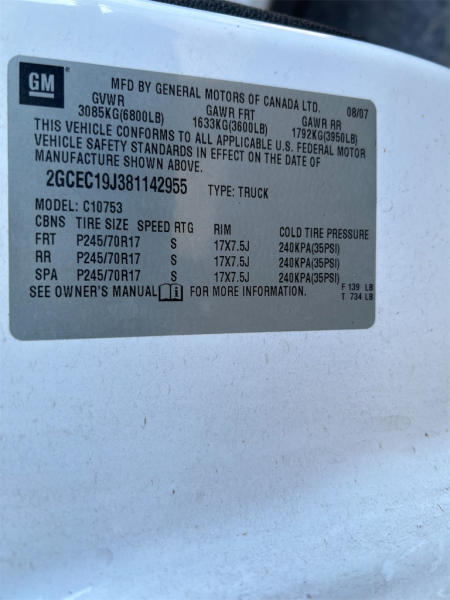 GM
MFD BY GENERAL MOTORS OF CANADA LTD. 08/07
GVWR GAWR FRT GAWR RR
3085KG(6800LB) 1633KG(3600LB) 1792KG(3950LB)
THIS VEHICLE CONFORMS TO ALL APPLICABLE U.S. FEDERAL MOTOR
VEHICLE SAFETY STANDARDS IN EFFECT ON THE DATE OF
MANUFACTURE SHOWN ABOVE.
2GCEC19J381142955 TYPE: TRUCK
MODEL: C10753
CBNS TIRE SIZE SPEED RTG RIM COLD TIRE PRESSURE
FRT P245/70R17 S 17X7.5J 240KPA(35PSI)
RR P245/70R17 S 17X7.5J 240KPA(35PSI)
SPA P245/70R17 S 17X7.5J 240KPA(35PSI)
SEE OWNER'S MANUAL FOR MORE INFORMATION.
F 139 LB
T 734 LB